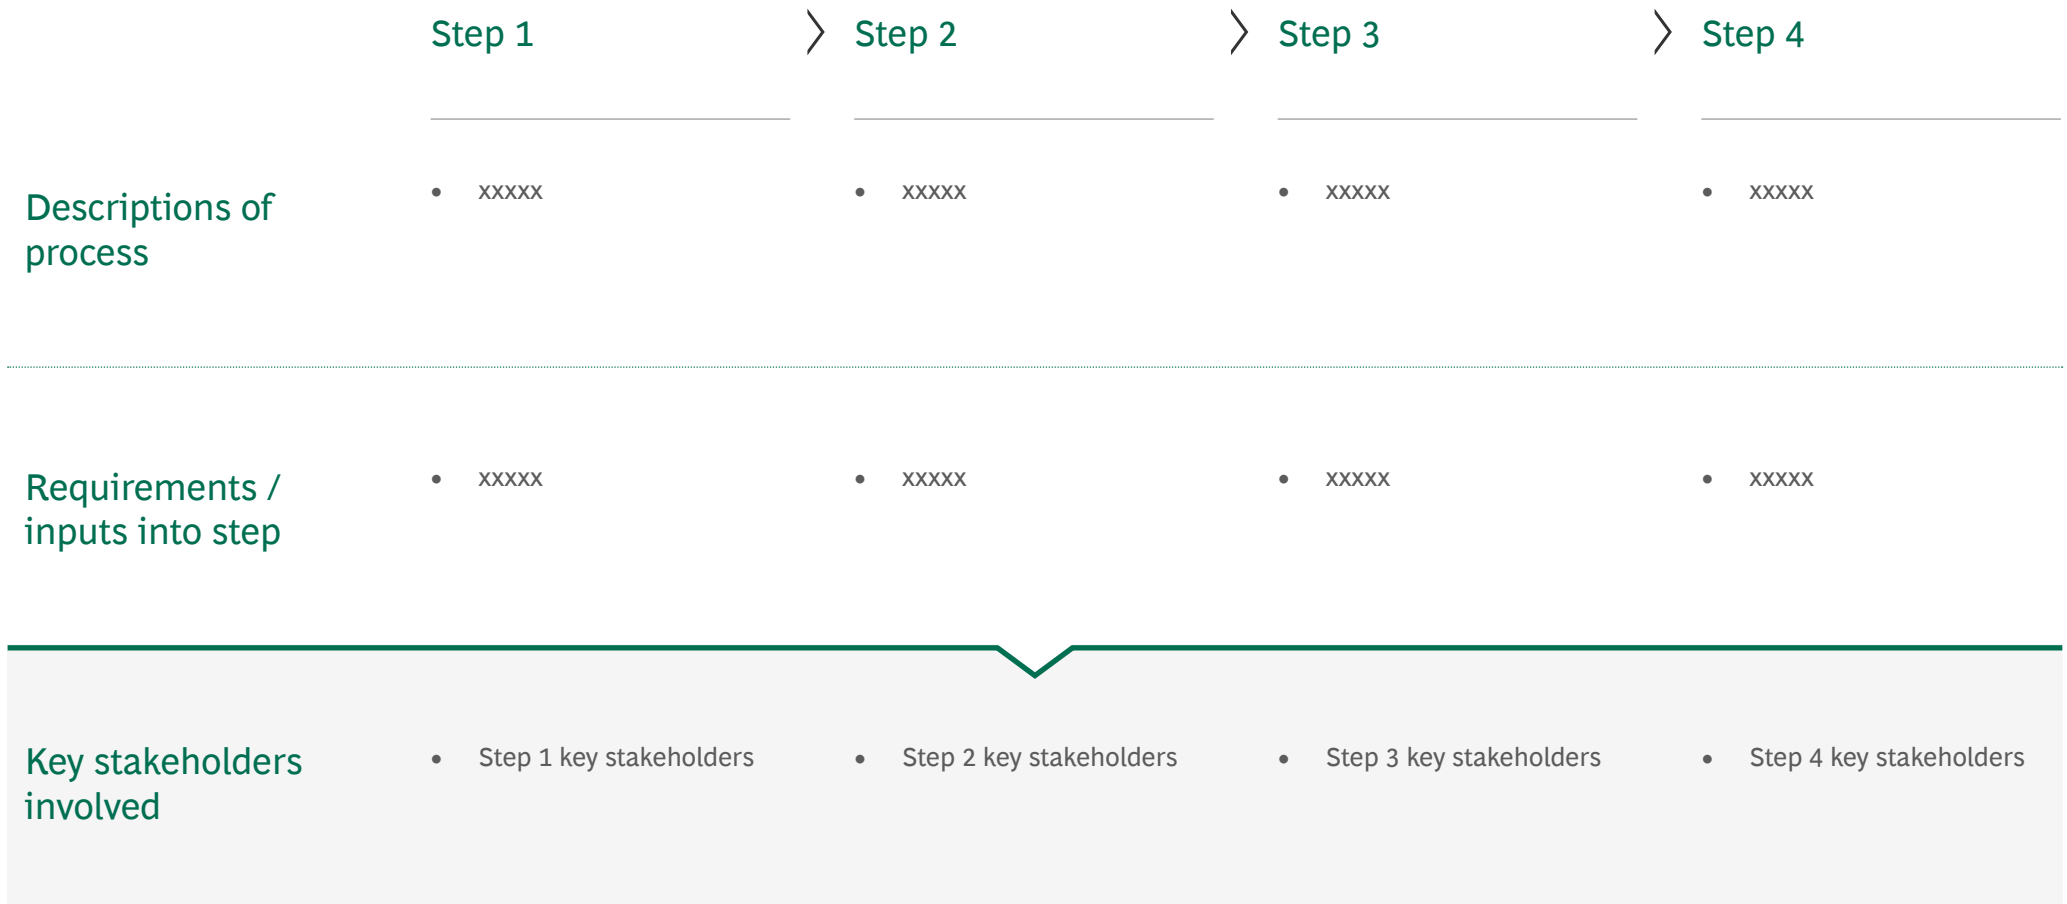 Step 1
Step 2
Step 3
Step 4
Descriptions of
process
• xxxxx
• xxxxx
• xxxxx
• xxxxx
Requirements /
inputs into step
• xxxxx
• xxxxx
• xxxxx
• xxxxx
Key stakeholders
involved
• Step 1 key stakeholders
• Step 2 key stakeholders
• Step 3 key stakeholders
• Step 4 key stakeholders